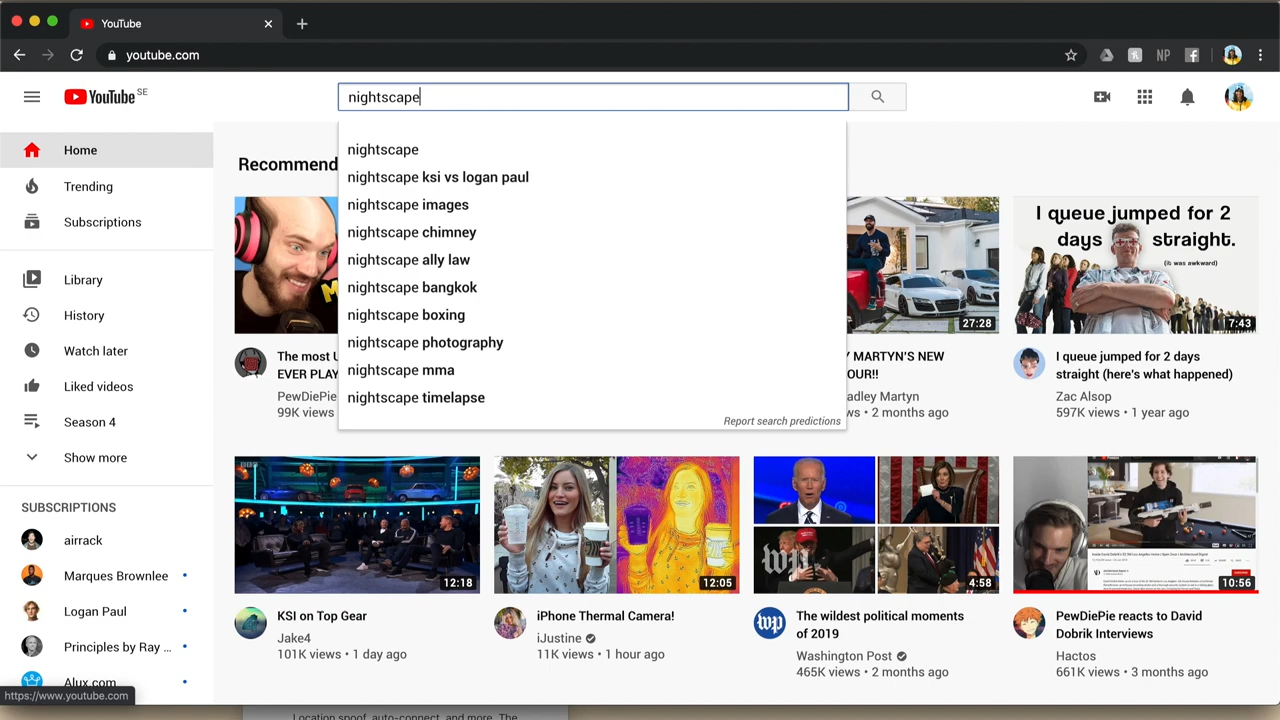 YouTube
youtube.com
NP
YouTube SE
nightscape
nightscape
nightscape ksi vs logan paul
nightscape images
nightscape chimney
nightscape ally law
nightscape bangkok
nightscape boxing
nightscape photography
nightscape mma
nightscape timelapse
Report search predictions
Home
Trending
Subscriptions
Library
History
Watch later
Liked videos
Season 4
Show more
SUBSCRIPTIONS
airrack
Marques Brownlee
Logan Paul
Principles by Ray ...
Alux.com
https://www.youtube.com
Recommend
27:28
I queue jumped for 2
days straight.
(it was awkward)
7:43
The most
EVER PLAY
PewDiePie
99K views
MARTYN'S NEW
OUR!!
adley Martyn
ws • 2 months ago
I queue jumped for 2 days
straight (here's what happened)
Zac Alsop
597K views • 1 year ago
BBC
12:18
12:05
4:58
10:56
KSI on Top Gear
Jake4
101K views • 1 day ago
iPhone Thermal Camera!
iJustine
11K views • 1 hour ago
wp
The wildest political moments
of 2019
Washington Post
465K views • 2 months ago
PewDiePie reacts to David
Dobrik Interviews
Hactos
661K views • 3 months ago
Location spoof, auto-connect, and more. The